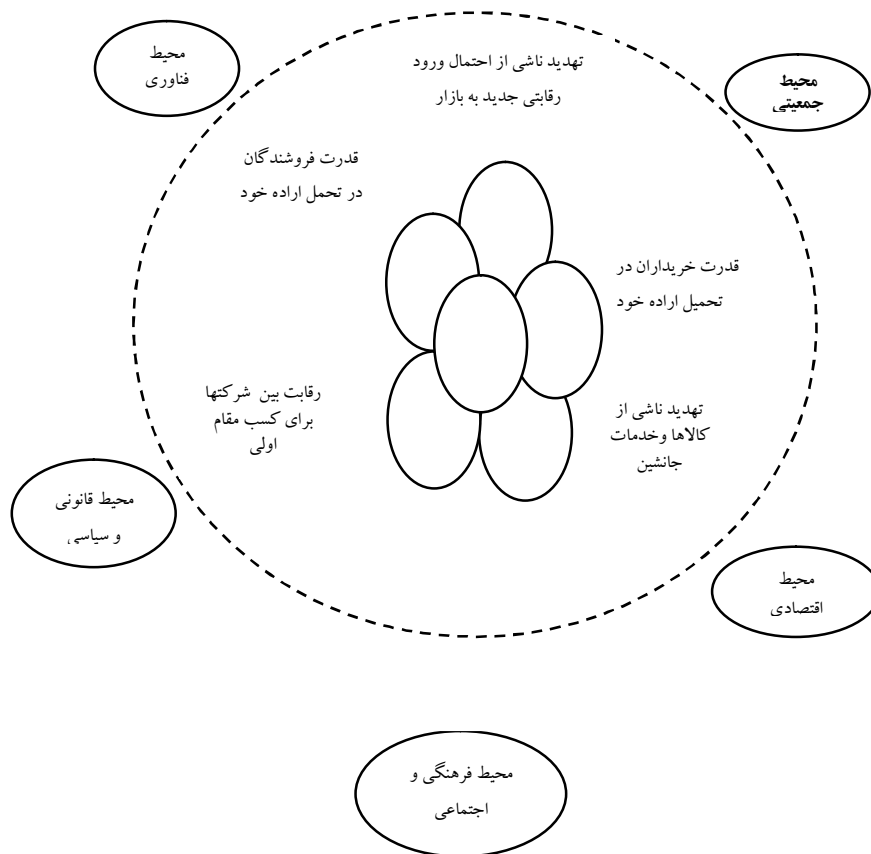 محیط
فناوری
تهدید ناشی از احتمال ورود
رقابتی جدید به بازار
محیط
جمعیتی
قدرت فروشندگان
در تحمل اراده خود
قدرت خریداران در
تحمیل اراده خود
رقابت بین شرکتها
برای کسب مقام
اولی
تهدید ناشی از
کالاها وخدمات
جانشین
محیط قانونی
و سیاسی
محیط
اقتصادی
محیط فرهنگی و
اجتماعی